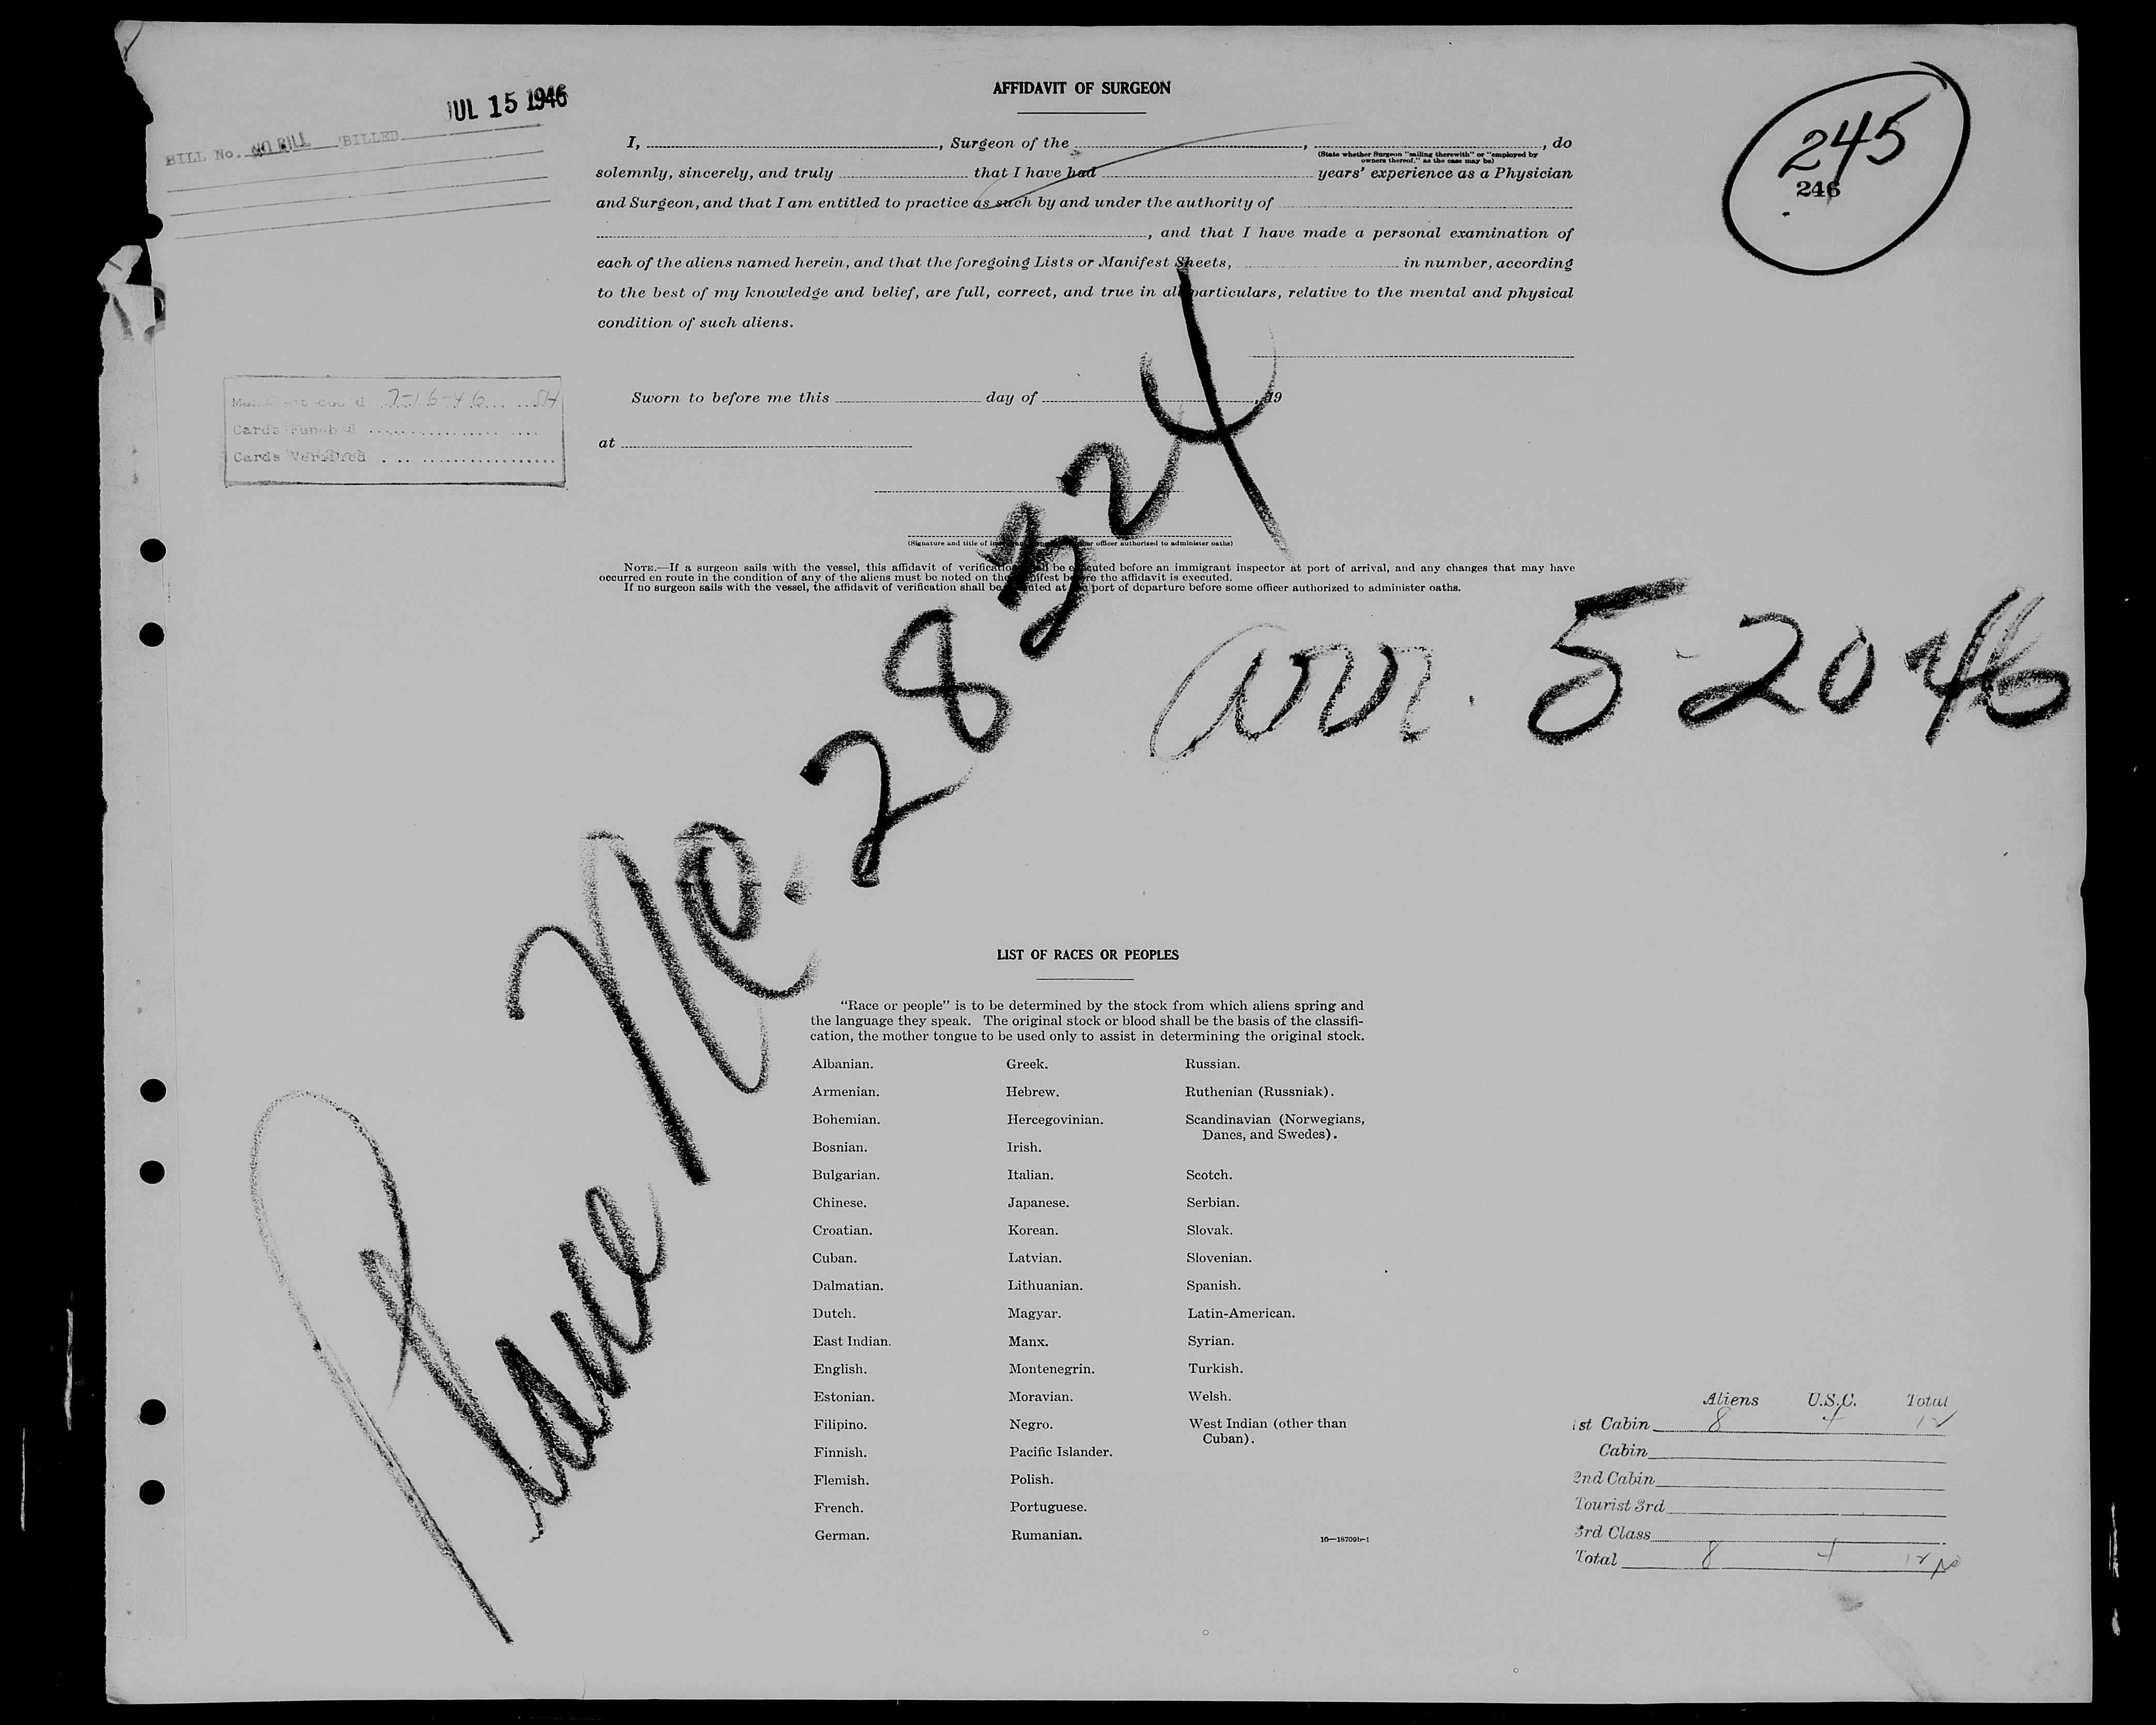 JUL 15 1946
BILL No. NO BILL BILLED
AFFIDAVIT OF SURGEON
245
246
I, , Surgeon of the , , do
(State whether Surgeon "sailing therewith" or "employed by
owners thereof," as the case may be)
solemnly, sincerely, and truly that I have had years' experience as a Physician
and Surgeon, and that I am entitled to practice as such by and under the authority of
, and that I have made a personal examination of
each of the aliens named herein, and that the foregoing Lists or Manifest Sheets, in number, according
to the best of my knowledge and belief, are full, correct, and true in all particulars, relative to the mental and physical
condition of such aliens.
7-16-46
Cards Punched
Cards Verified
Sworn to before me this day of , 19
at
(Signature and title of immigrant inspector or officer authorized to administer oaths)
NOTE.—If a surgeon sails with the vessel, this affidavit of verification shall be executed before an immigrant inspector at port of arrival, and any changes that may have
occurred en route in the condition of any of the aliens must be noted on the manifest before the affidavit is executed.
If no surgeon sails with the vessel, the affidavit of verification shall be executed at the port of departure before some officer authorized to administer oaths.
Plane No. 28324
arr. 5-20-46
LIST OF RACES OR PEOPLES
"Race or people" is to be determined by the stock from which aliens spring and
the language they speak. The original stock or blood shall be the basis of the classifi-
cation, the mother tongue to be used only to assist in determining the original stock.
Albanian. Greek. Russian.
Armenian. Hebrew. Ruthenian (Russniak).
Bohemian. Hercegovinian. Scandinavian (Norwegians,
Danes, and Swedes).
Bosnian. Irish.
Bulgarian. Italian. Scotch.
Chinese. Japanese. Serbian.
Croatian. Korean. Slovak.
Cuban. Latvian. Slovenian.
Dalmatian. Lithuanian. Spanish.
Dutch. Magyar. Latin-American.
East Indian. Manx. Syrian.
English. Montenegrin. Turkish.
Estonian. Moravian. Welsh.
Filipino. Negro. West Indian (other than
Cuban).
Finnish. Pacific Islander.
Flemish. Polish.
French. Portuguese.
German. Rumanian.
16—18709b-1
Aliens U.S.C. Total
1st Cabin 8 4 12
Cabin
2nd Cabin
Tourist 3rd
3rd Class
Total 8 4 12